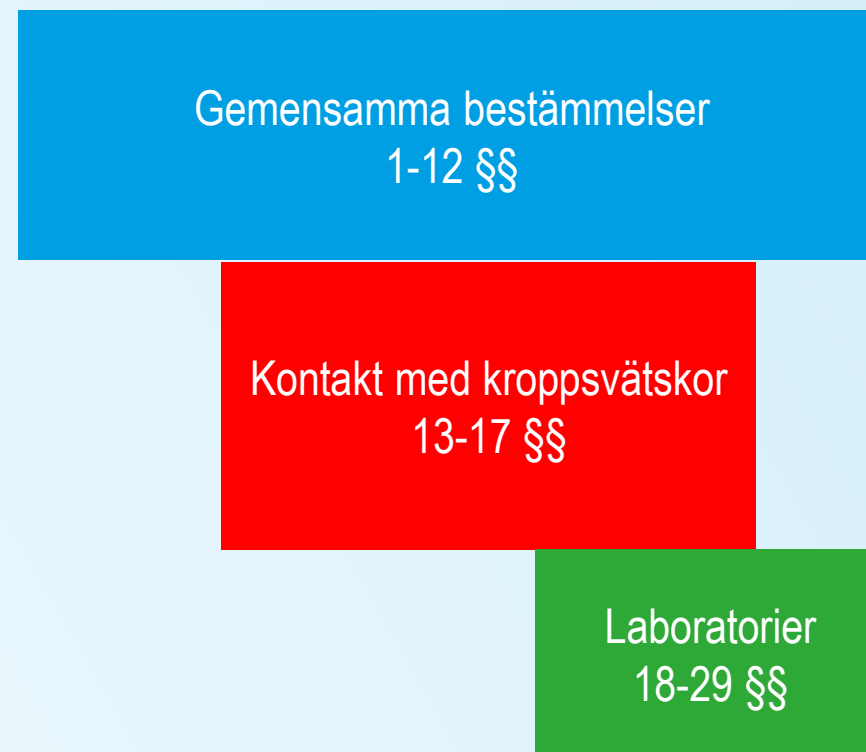 Gemensamma bestämmelser
1-12 §§
Kontakt med kroppsvätskor
13-17 §§
Laboratorier
18-29 §§